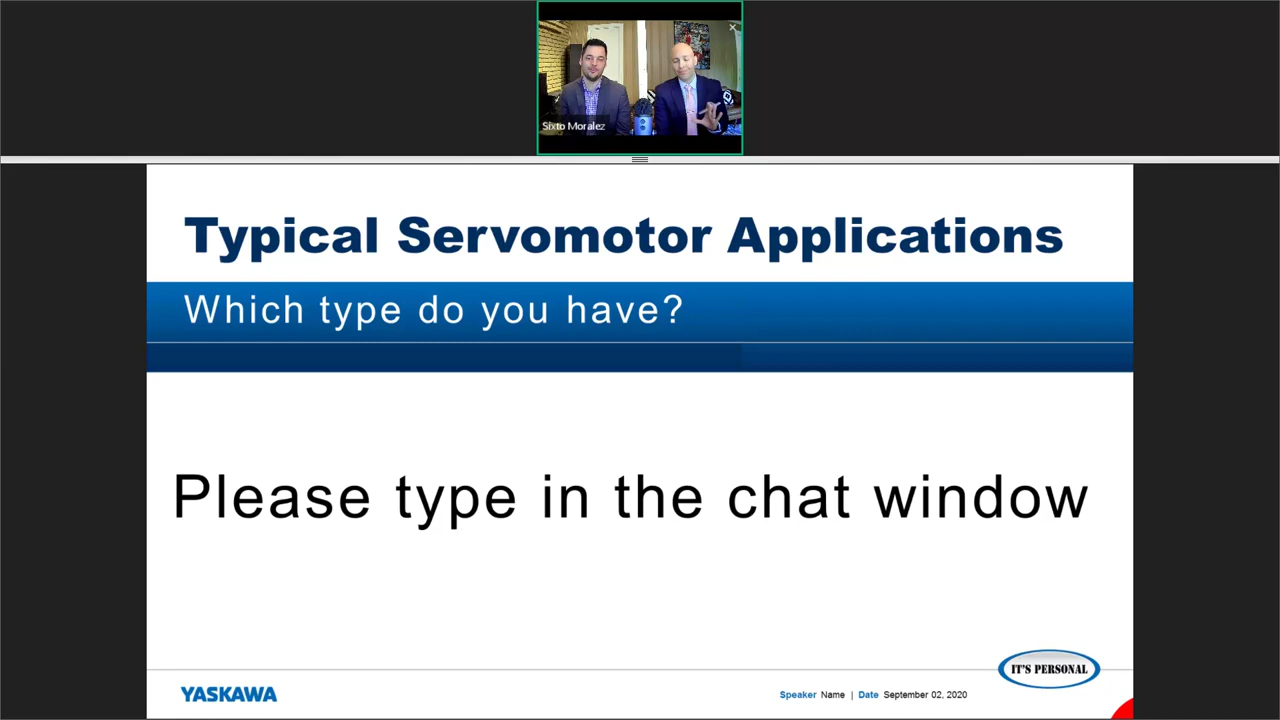 Sixto Moralez
Typical Servomotor Applications
Which type do you have?
Please type in the chat window
IT'S PERSONAL
YASKAWA
Speaker Name | Date September 02, 2020